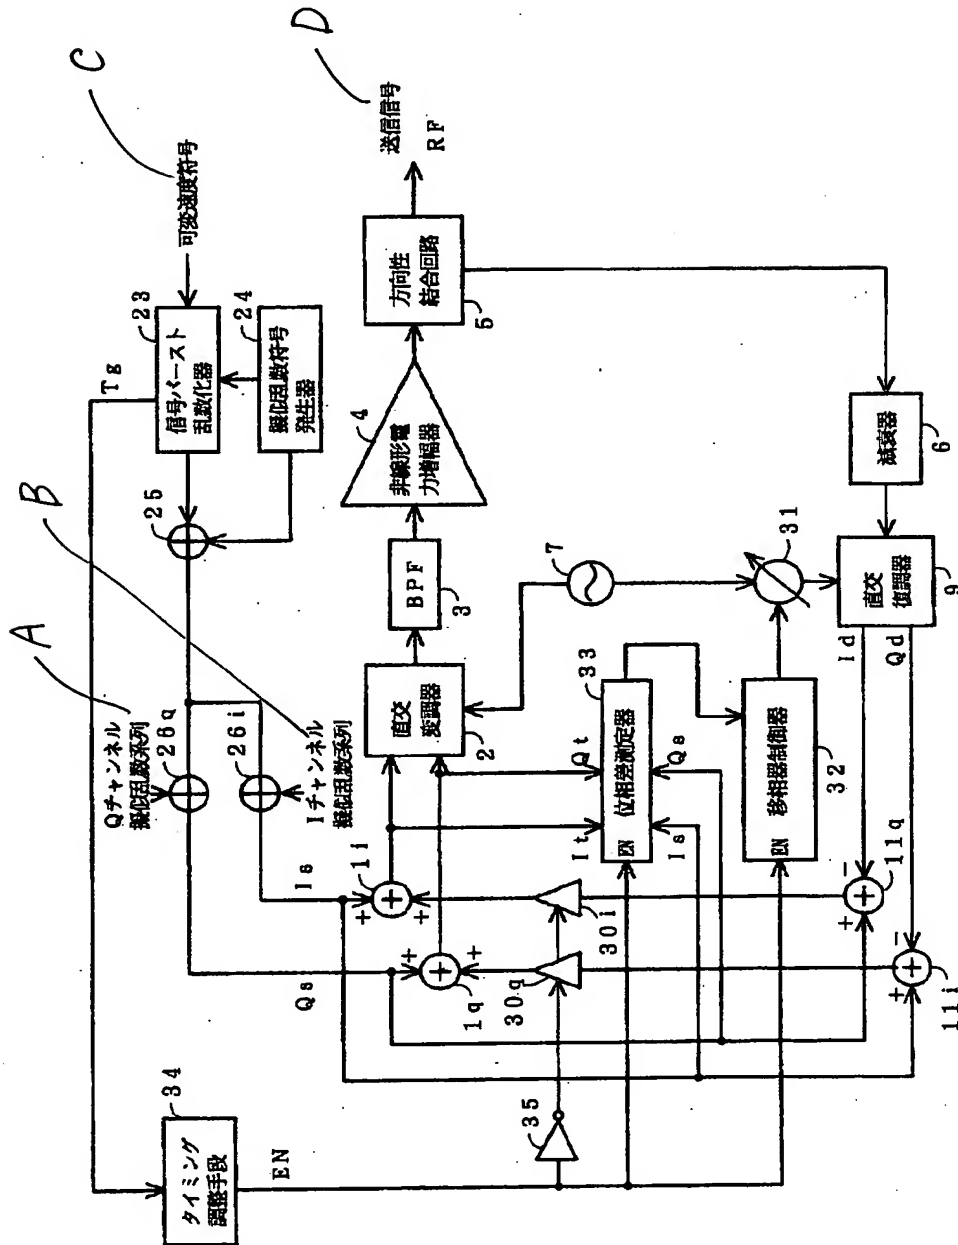 A
B
C
D
Qチャンネル
擬似乱数系列
26q
Iチャンネル
擬似乱数系列
26i
25
Tg
23
信号バースト
乱数化器
24
擬似乱数符号
発生器
可変速度符号
送信信号
RF
方向性
結合回路
5
4
非線形電
力増幅器
BPF
3
直交
変調器
2
7
減衰器
6
31
直交
復調器
9
Id
Qd
33
位相差測定器
EN
It
Qt
Is
Qs
移相器制御器
EN
32
Is
Qs
1i
1q
30i
30q
11q
11i
+
+
+
+
+
-
+
-
34
タイミング
調整手段
EN
35